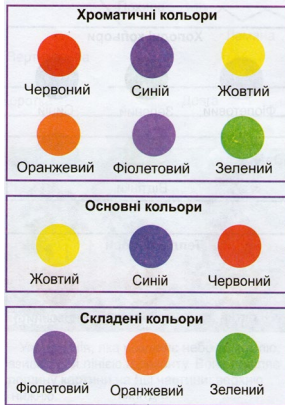 Хроматичні кольори
Червоний Синій Жовтий
Оранжевий Фіолетовий Зелений
Основні кольори
Жовтий Синій Червоний
Складені кольори
Фіолетовий Оранжевий Зелений